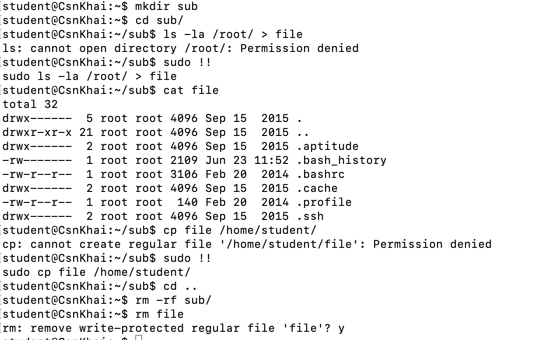 student@CsnKhai:~$ mkdir sub
student@CsnKhai:~$ cd sub/
student@CsnKhai:~/sub$ ls -la /root/ > file
ls: cannot open directory /root/: Permission denied
student@CsnKhai:~/sub$ sudo !!
sudo ls -la /root/ > file
student@CsnKhai:~/sub$ cat file
total 32
drwx------  5 root root 4096 Sep 15  2015 .
drwxr-xr-x 21 root root 4096 Sep 15  2015 ..
drwx------  2 root root 4096 Sep 15  2015 .aptitude
-rw-------  1 root root 2109 Jun 23 11:52 .bash_history
-rw-r--r--  1 root root 3106 Feb 20  2014 .bashrc
drwx------  2 root root 4096 Sep 15  2015 .cache
-rw-r--r--  1 root root  140 Feb 20  2014 .profile
drwx------  2 root root 4096 Sep 15  2015 .ssh
student@CsnKhai:~/sub$ cp file /home/student/
cp: cannot create regular file '/home/student/file': Permission denied
student@CsnKhai:~/sub$ sudo !!
sudo cp file /home/student/
student@CsnKhai:~/sub$ cd ..
student@CsnKhai:~$ rm -rf sub/
student@CsnKhai:~$ rm file
rm: remove write-protected regular file 'file'? y
student@CsnKhai:~$